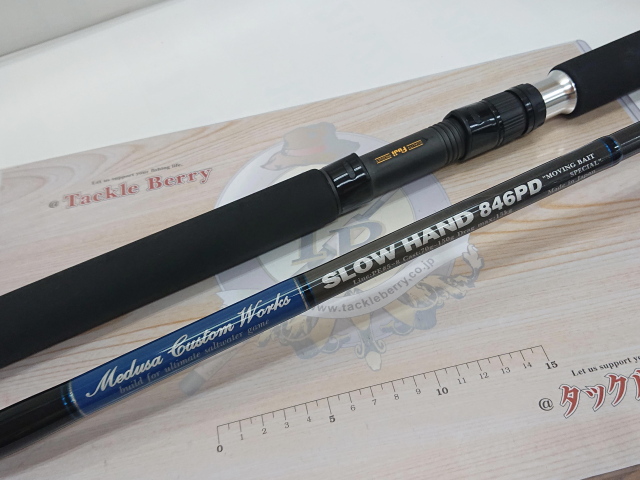 Let us support your fishing life.
@ Tackle Berry
Fuji
SLOW HAND 846PD
"MOVING BAIT
SPECIAL"
Made in Japan
Medusa Custom Works
build for ultimate saltwater game
www.tackleberry.co.jp
0 1 2 3 4 5 6 7 8 9 10 11 12 13 14 15
Let us support
@ タック